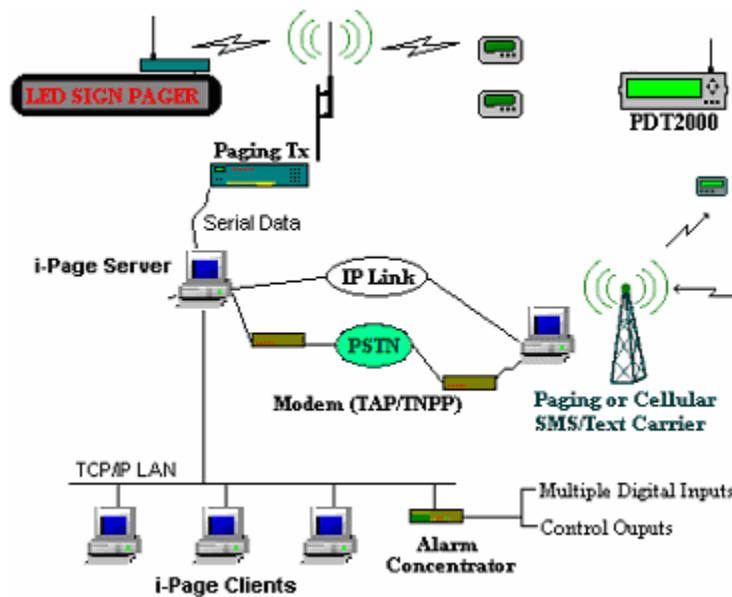 LED SIGN PAGER
PDT2000
Paging Tx
Serial Data
i-Page Server
IP Link
PSTN
Modem (TAP/TNPP)
Paging or Cellular
SMS/Text Carrier
TCP/IP LAN
Multiple Digital Inputs
Control Ouputs
Alarm
Concentrator
i-Page Clients